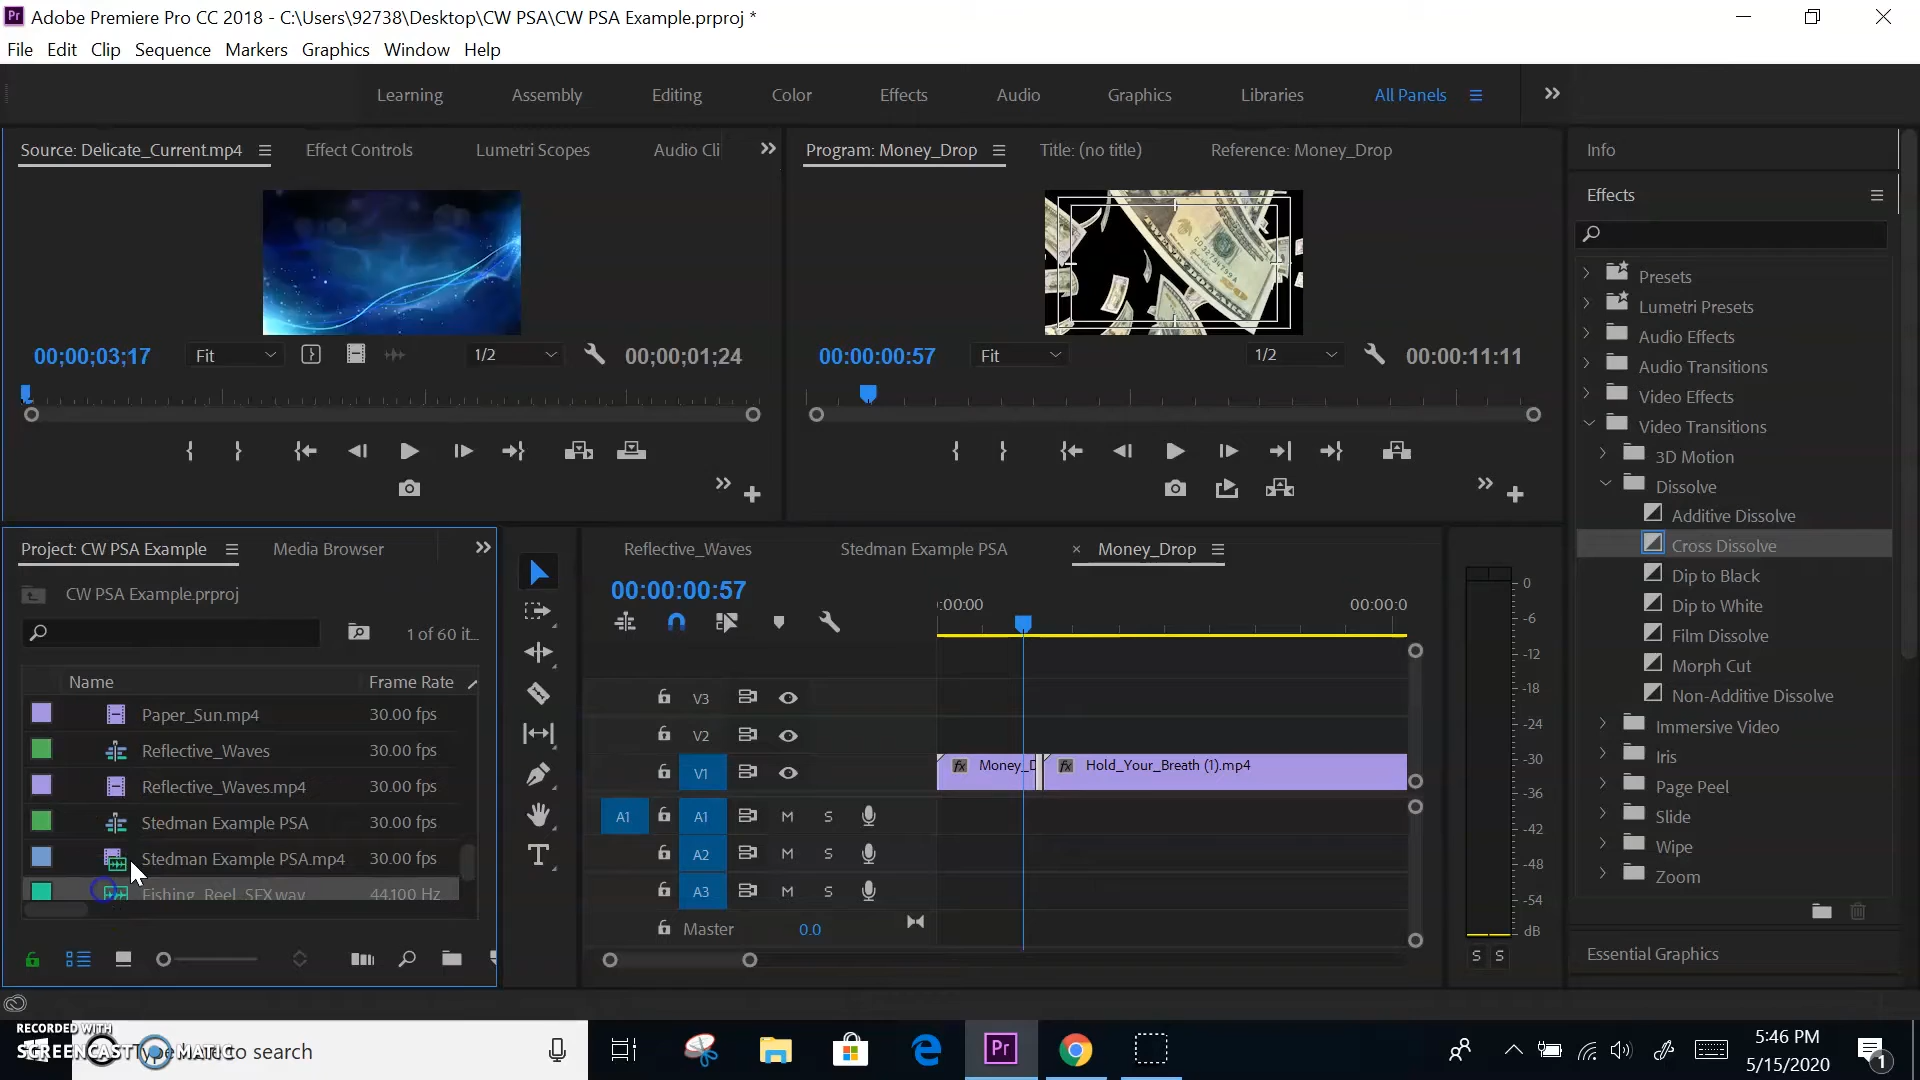 Pr Adobe Premiere Pro CC 2018 - C:\Users\92738\Desktop\CW PSA\CW PSA Example.prproj *
File Edit Clip Sequence Markers Graphics Window Help
Learning Assembly Editing Color Effects Audio Graphics Libraries All Panels
Source: Delicate_Current.mp4 Effect Controls Lumetri Scopes Audio Cli
Program: Money_Drop Title: (no title) Reference: Money_Drop
00;00;03;17 Fit 1/2 00;00;01;24
00:00:00:57 Fit 1/2 00:00:11:11
Info
Effects
Presets
Lumetri Presets
Audio Effects
Audio Transitions
Video Effects
Video Transitions
3D Motion
Dissolve
Additive Dissolve
Cross Dissolve
Dip to Black
Dip to White
Film Dissolve
Morph Cut
Non-Additive Dissolve
Immersive Video
Iris
Page Peel
Slide
Wipe
Zoom
Essential Graphics
Project: CW PSA Example Media Browser
CW PSA Example.prproj
1 of 60 it...
Name Frame Rate
Paper_Sun.mp4 30.00 fps
Reflective_Waves 30.00 fps
Reflective_Waves.mp4 30.00 fps
Stedman Example PSA 30.00 fps
Stedman Example PSA.mp4 30.00 fps
Fishing_Reel_SFX.wav 44100 Hz
Reflective_Waves Stedman Example PSA × Money_Drop
00:00:00:57
:00:00 00:00:0
V3
V2
V1 Money_D Hold_Your_Breath (1).mp4
A1 A1 M S
A2 M S
A3 M S
Master 0.0
0
-6
-12
-18
-24
-30
-36
-42
-48
-54
dB
S S
RECORDED WITH
SCREENCAST MATIC
to search
Pr
5:46 PM
5/15/2020
1